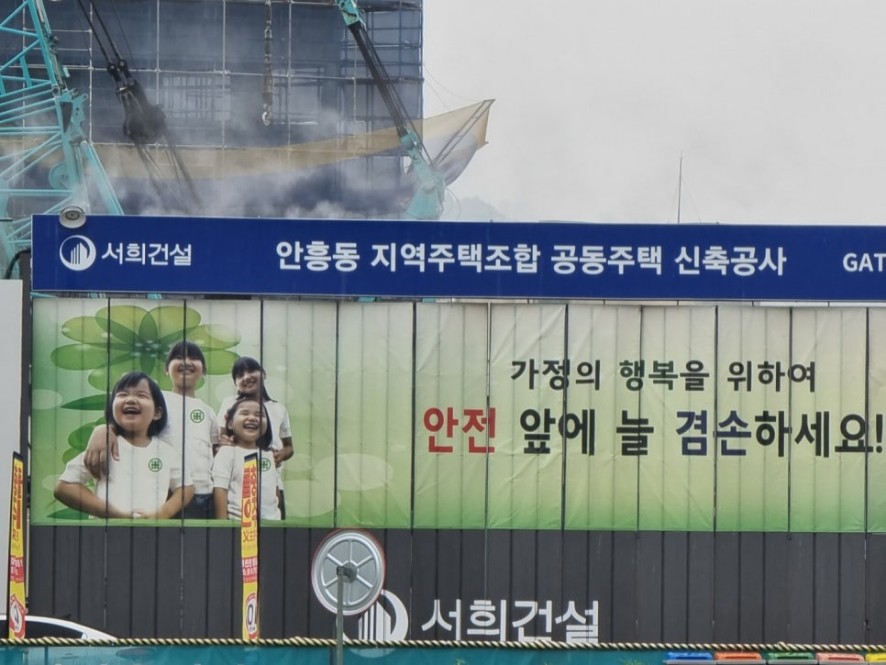 서희건설 안흥동 지역주택조합 공동주택 신축공사 GAT
가정의 행복을 위하여
안전 앞에 늘 겸손하세요!
서희건설